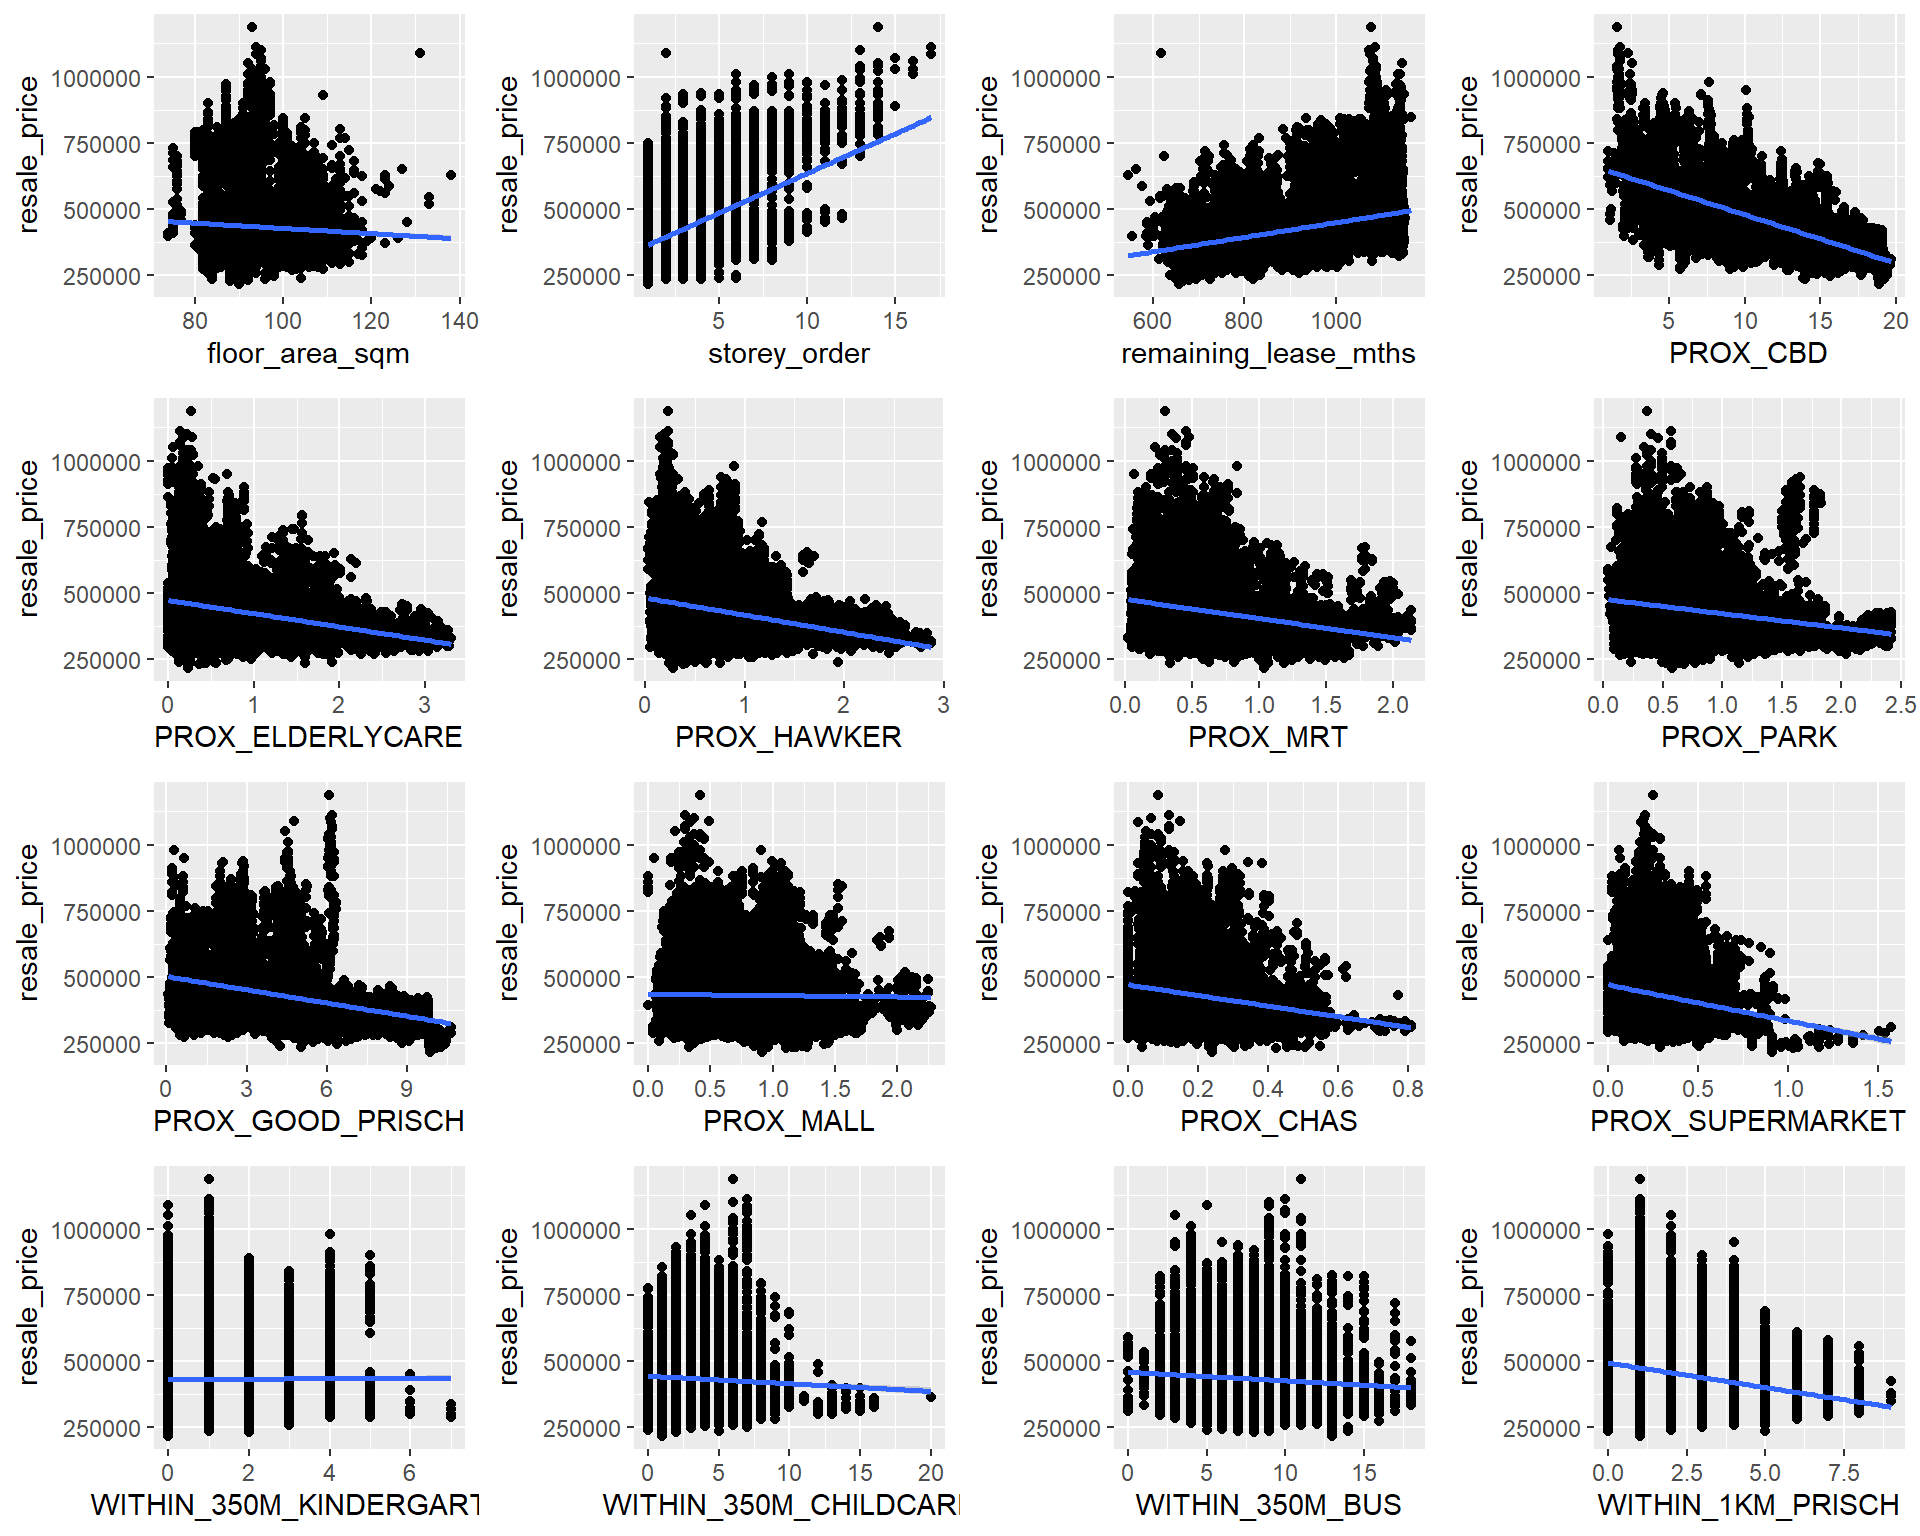 resale_price
1000000
750000
500000
250000
80 100 120 140
floor_area_sqm
resale_price
1000000
750000
500000
250000
5 10 15
storey_order
resale_price
1000000
750000
500000
250000
600 800 1000
remaining_lease_mths
resale_price
1000000
750000
500000
250000
5 10 15 20
PROX_CBD
resale_price
1000000
750000
500000
250000
0 1 2 3
PROX_ELDERLYCARE
resale_price
1000000
750000
500000
250000
0 1 2 3
PROX_HAWKER
resale_price
1000000
750000
500000
250000
0.0 0.5 1.0 1.5 2.0
PROX_MRT
resale_price
1000000
750000
500000
250000
0.0 0.5 1.0 1.5 2.0 2.5
PROX_PARK
resale_price
1000000
750000
500000
250000
0 3 6 9
PROX_GOOD_PRISCH
resale_price
1000000
750000
500000
250000
0.0 0.5 1.0 1.5 2.0
PROX_MALL
resale_price
1000000
750000
500000
250000
0.0 0.2 0.4 0.6 0.8
PROX_CHAS
resale_price
1000000
750000
500000
250000
0.0 0.5 1.0 1.5
PROX_SUPERMARKET
resale_price
1000000
750000
500000
250000
0 2 4 6
WITHIN_350M_KINDERGART
resale_price
1000000
750000
500000
250000
0 5 10 15 20
WITHIN_350M_CHILDCAR
resale_price
1000000
750000
500000
250000
0 5 10 15
WITHIN_350M_BUS
resale_price
1000000
750000
500000
250000
0.0 2.5 5.0 7.5
WITHIN_1KM_PRISCH